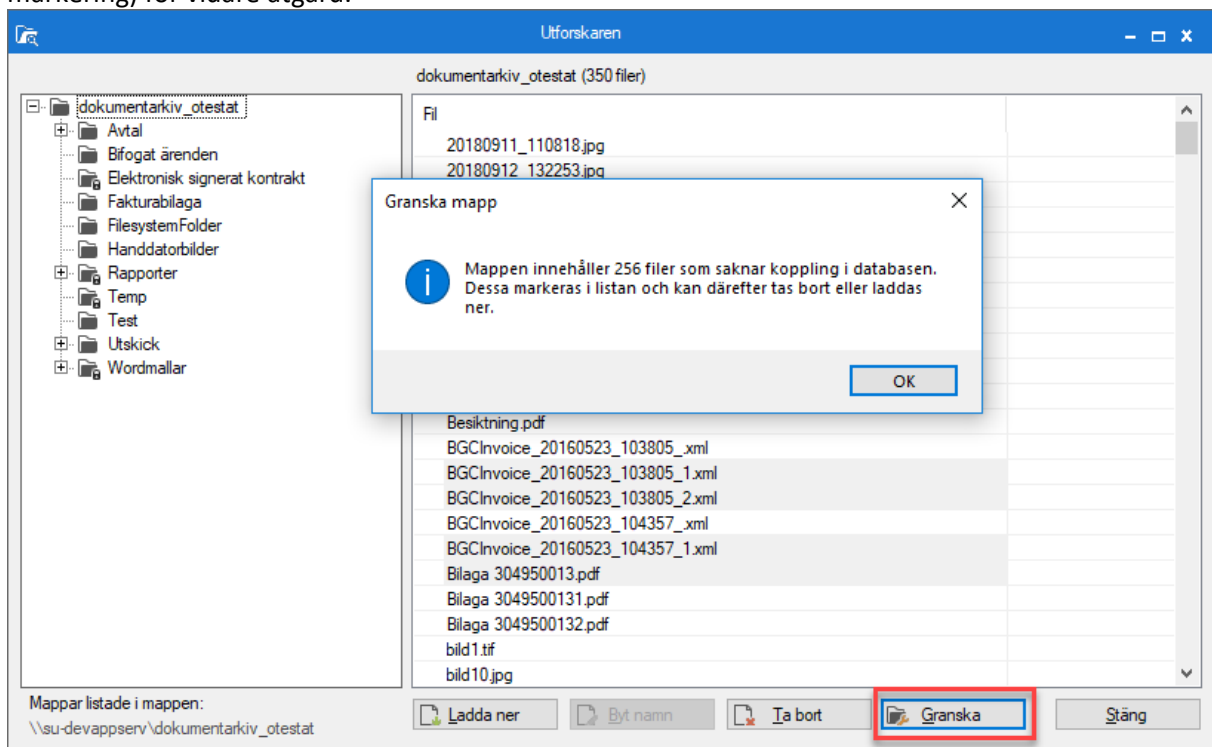 Utforskaren
dokumentarkiv_otestat (350 filer)
dokumentarkiv_otestat
Avtal
Bifogat ärenden
Elektronisk signerat kontrakt
Fakturabilaga
FilesystemFolder
Handdatorbilder
Rapporter
Temp
Test
Utskick
Wordmallar
Fil
20180911_110818.jpg
20180912_132253.jpg
Granska mapp
Mappen innehåller 256 filer som saknar koppling i databasen.
Dessa markeras i listan och kan därefter tas bort eller laddas
ner.
OK
Besiktning.pdf
BGCInvoice_20160523_103805_.xml
BGCInvoice_20160523_103805_1.xml
BGCInvoice_20160523_103805_2.xml
BGCInvoice_20160523_104357_.xml
BGCInvoice_20160523_104357_1.xml
Bilaga 304950013.pdf
Bilaga 3049500131.pdf
Bilaga 3049500132.pdf
bild1.tif
bild10.jpg
Mappar listade i mappen:
\\su-devappserv\dokumentarkiv_otestat
Ladda ner
Byt namn
Ta bort
Granska
Stäng